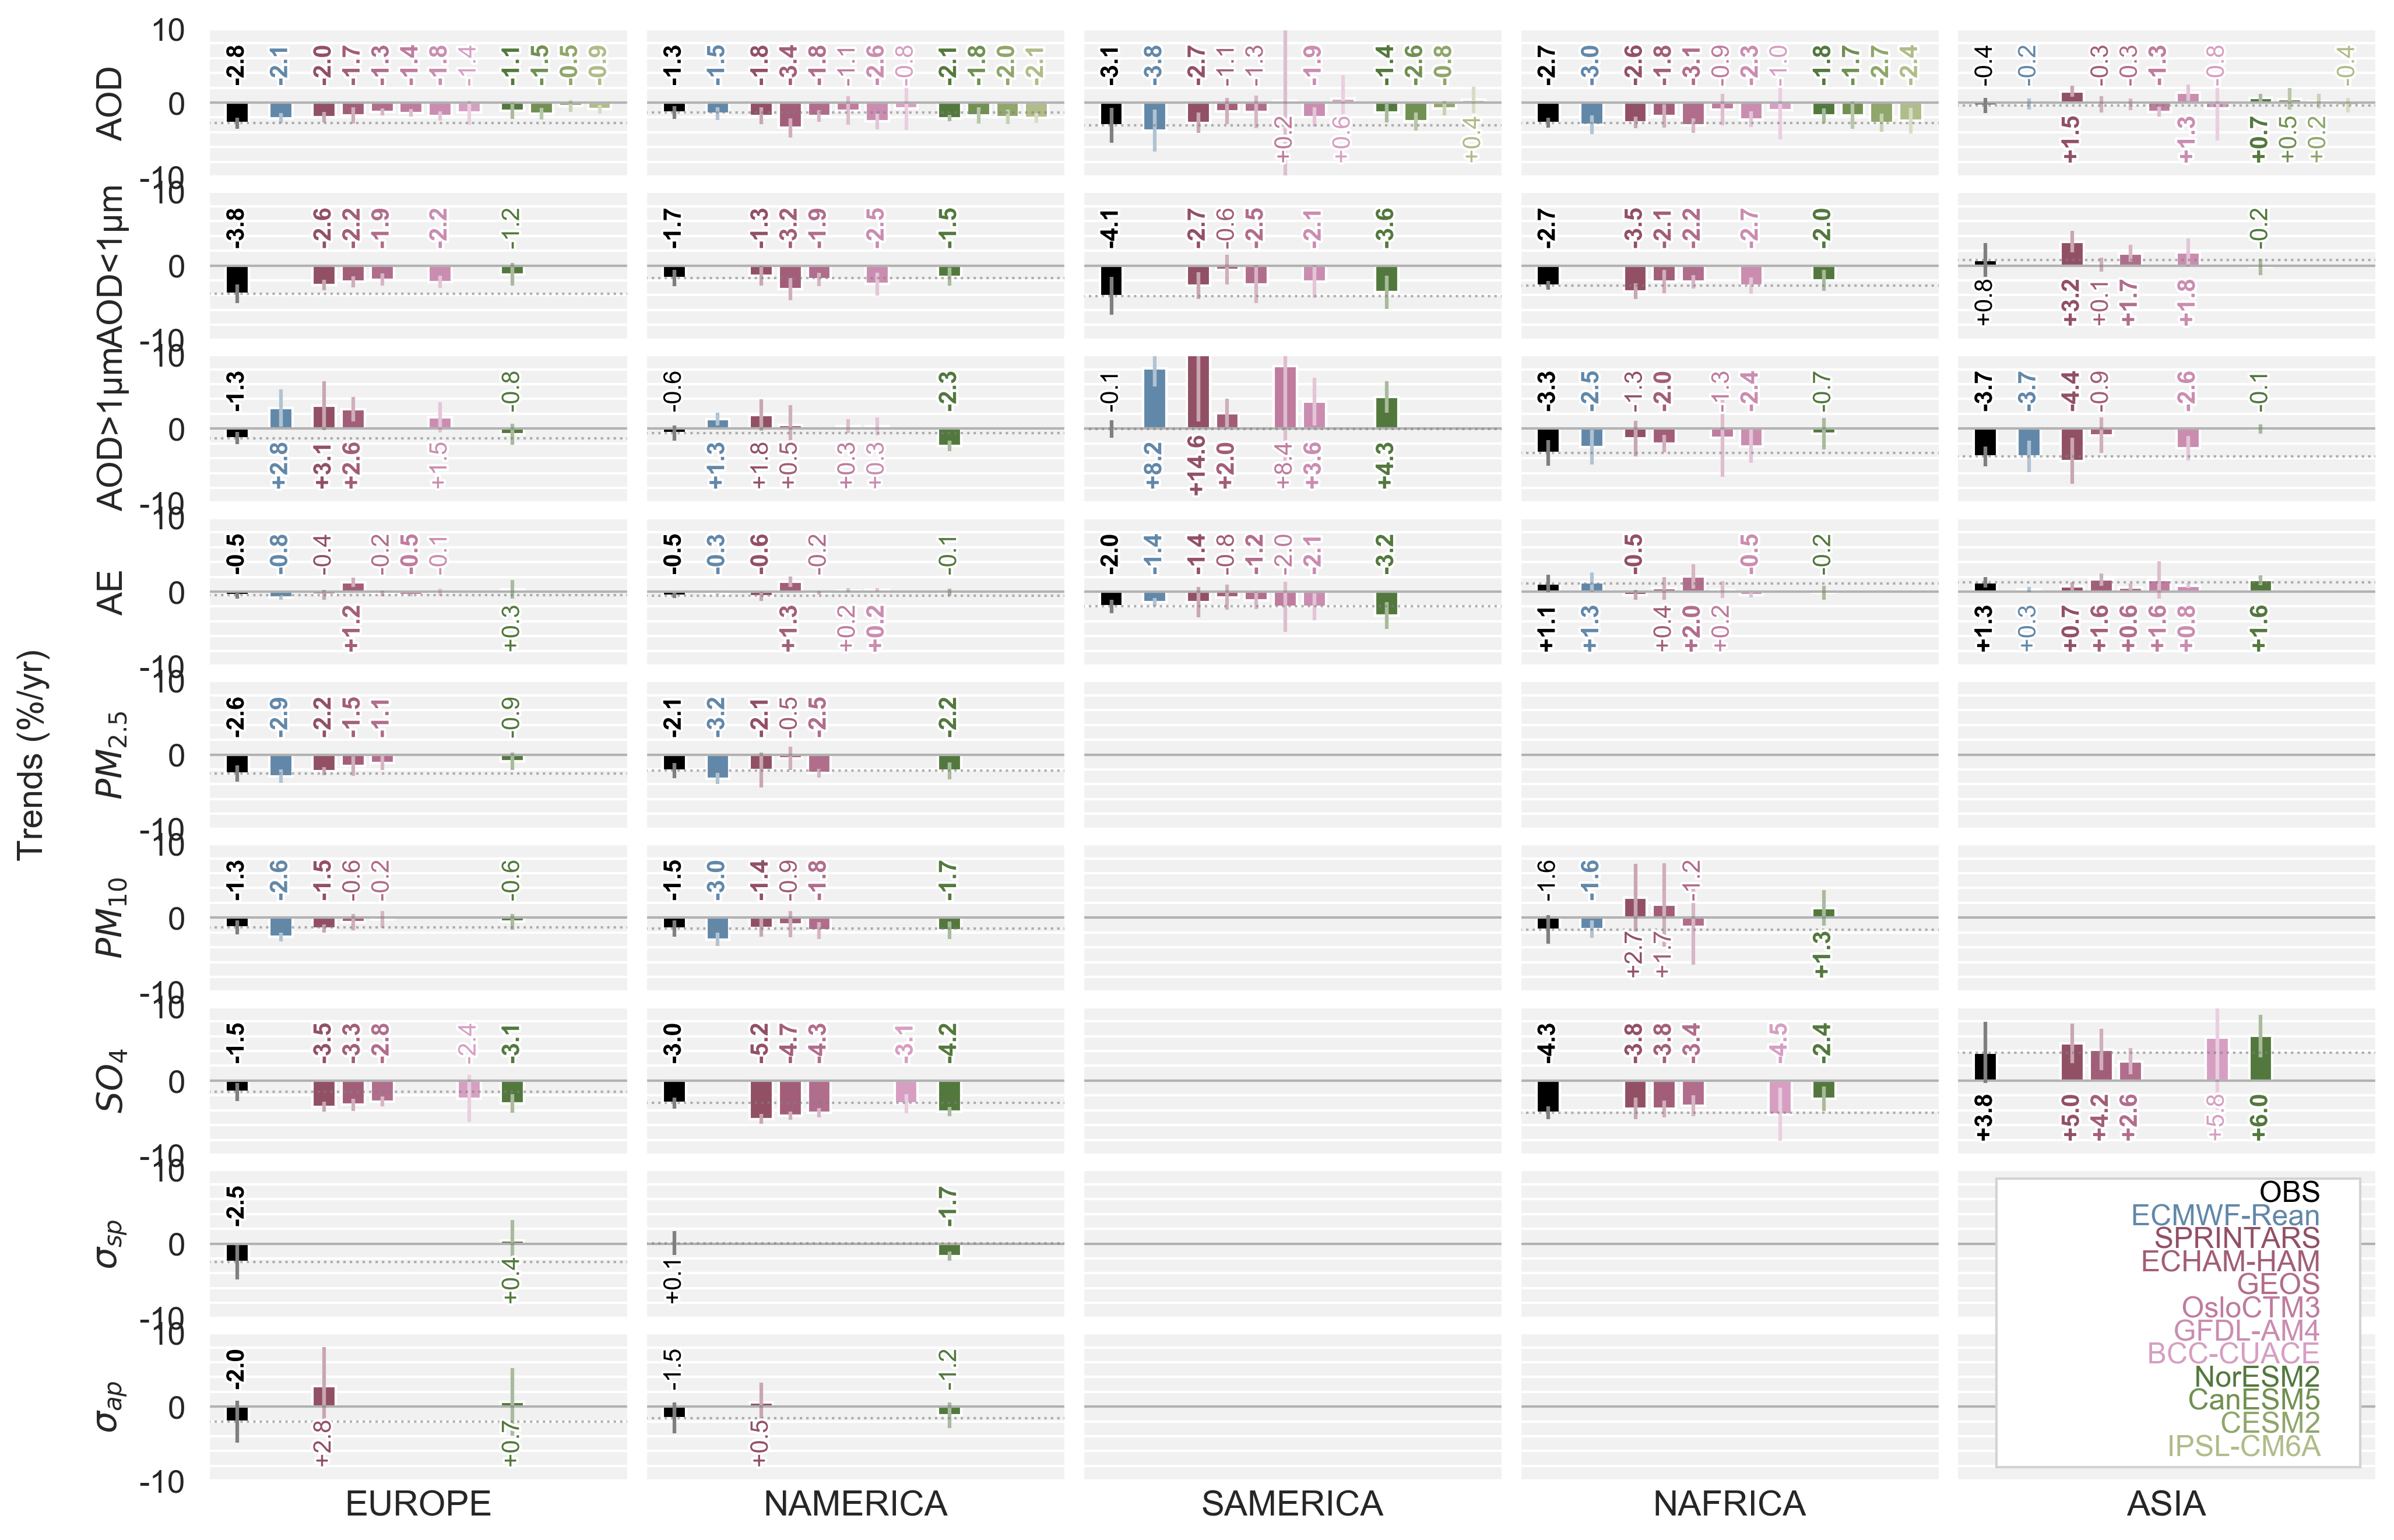 Trends (%/yr)
AOD
10
0
-10
-2.8 -2.1 -2.0 -1.7 -1.3 -1.4 -1.8 -1.4 -1.1 -1.5 -0.5 -0.9
-1.3 -1.5 -1.8 -3.4 -1.8 -1.1 -2.6 -0.8 -2.1 -1.8 -2.0 -2.1
-3.1 -3.8 -2.7 -1.1 -1.3 +0.2 -1.9 +0.6 -1.4 -2.6 -0.8 +0.4
-2.7 -3.0 -2.6 -1.8 -3.1 -0.9 -2.3 -1.0 -1.8 -1.7 -2.7 -2.4
-0.4 -0.2 +1.5 -0.3 -0.3 -1.3 +1.3 -0.8 +0.7 +0.5 +0.2 -0.4
AOD<1μm
10
0
-10
-3.8 -2.6 -2.2 -1.9 -2.2 -1.2
-1.7 -1.3 -3.2 -1.9 -2.5 -1.5
-4.1 -2.7 -0.6 -2.5 -2.1 -3.6
-2.7 -3.5 -2.1 -2.2 -2.7 -2.0
+0.8 +3.2 +0.1 +1.7 +1.8 -0.2
AOD>1μm
10
0
-10
-1.3 +2.8 +3.1 +2.6 +1.5 -0.8
-0.6 +1.3 +1.8 +0.5 +0.3 +0.3 -2.3
-0.1 +8.2 +14.6 +2.0 +8.4 +3.6 +4.3
-3.3 -2.5 -1.3 -2.0 -1.3 -2.4 -0.7
-3.7 -3.7 -4.4 -0.9 -2.6 -0.1
AE
10
0
-10
-0.5 -0.8 -0.4 +1.2 -0.2 -0.5 -0.1 +0.3
-0.5 -0.3 -0.6 +1.3 -0.2 +0.2 +0.2 -0.1
-2.0 -1.4 -1.4 -0.8 -1.2 -2.0 -2.1 -3.2
+1.1 +1.3 -0.5 +0.4 +2.0 +0.2 -0.5 -0.2
+1.3 +0.3 +0.7 +1.6 +0.6 +1.6 +0.8 +1.6
PM2.5
10
0
-10
-2.6 -2.9 -2.2 -1.5 -1.1 -0.9
-2.1 -3.2 -2.1 -0.5 -2.5 -2.2
PM10
10
0
-10
-1.3 -2.6 -1.5 -0.6 -0.2 -0.6
-1.5 -3.0 -1.4 -0.9 -1.8 -1.7
-1.6 -1.6 +2.7 +1.7 -1.2 +1.3
SO4
10
0
-10
-1.5 -3.5 -3.3 -2.8 -2.4 -3.1
-3.0 -5.2 -4.7 -4.3 -3.1 -4.2
-4.3 -3.8 -3.8 -3.4 -4.5 -2.4
+3.8 +5.0 +4.2 +2.6 +5.8 +6.0
σsp
10
0
-10
-2.5 +0.4
+0.1 -1.7
σap
10
0
-10
-2.0 +2.8 +0.7
-1.5 +0.5 -1.2
OBS
ECMWF-Rean
SPRINTARS
ECHAM-HAM
GEOS
OsloCTM3
GFDL-AM4
BCC-CUACE
NorESM2
CanESM5
CESM2
IPSL-CM6A
EUROPE NAMERICA SAMERICA NAFRICA ASIA